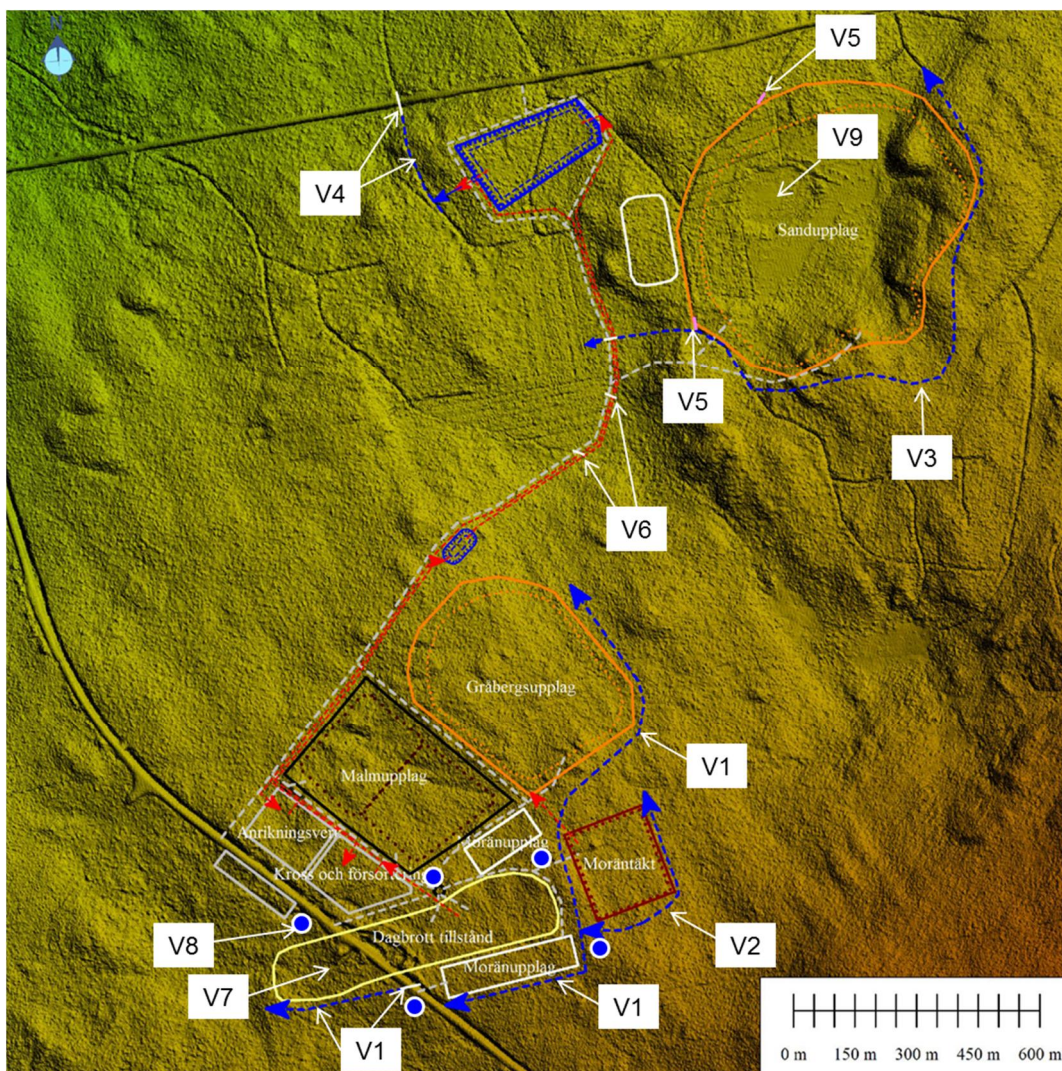 N
V5
V9
V4
Sandupplag
V5
V3
V6
Gråbergsupplag
V1
Malmupplag
Anrikningsverk
Moränupplag
Moräntäkt
Kross och försortering
V8
Dagbrott tillstånd
V2
V7
Moränupplag
V1
V1
0 m 150 m 300 m 450 m 600 m